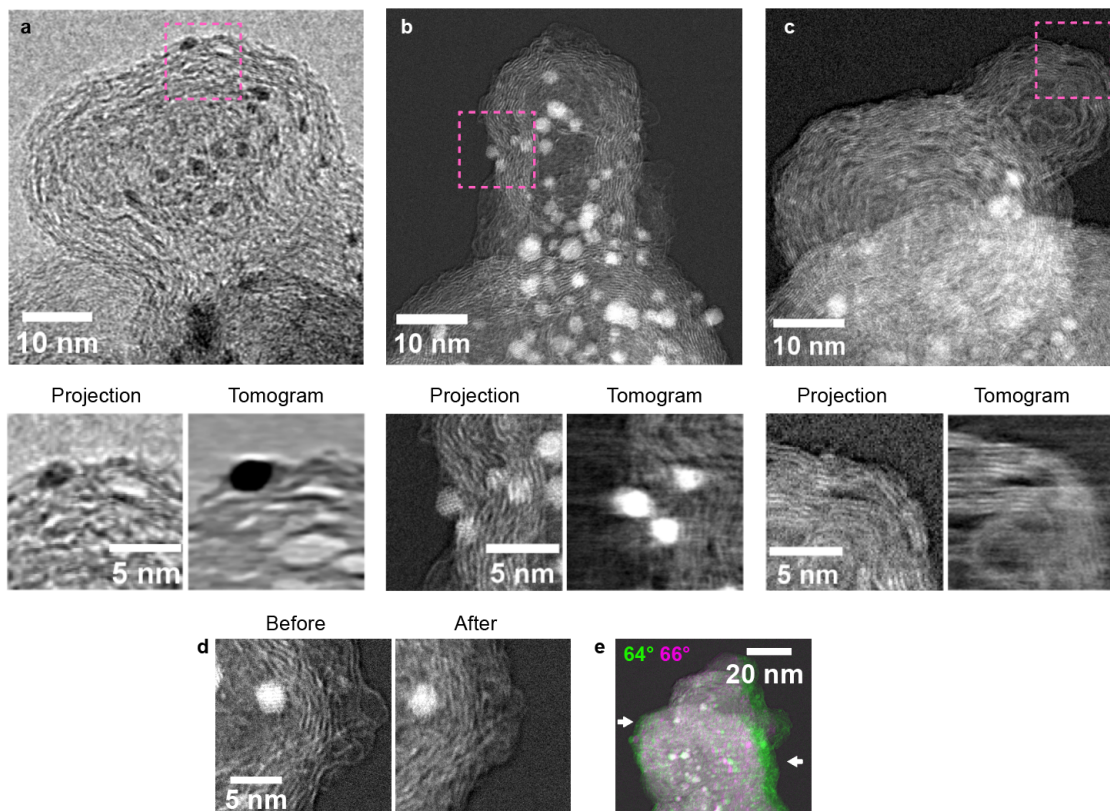 a
b
c
10 nm
10 nm
10 nm
Projection Tomogram
Projection Tomogram
Projection Tomogram
5 nm
5 nm
5 nm
Before After
d
5 nm
e
64° 66°
20 nm